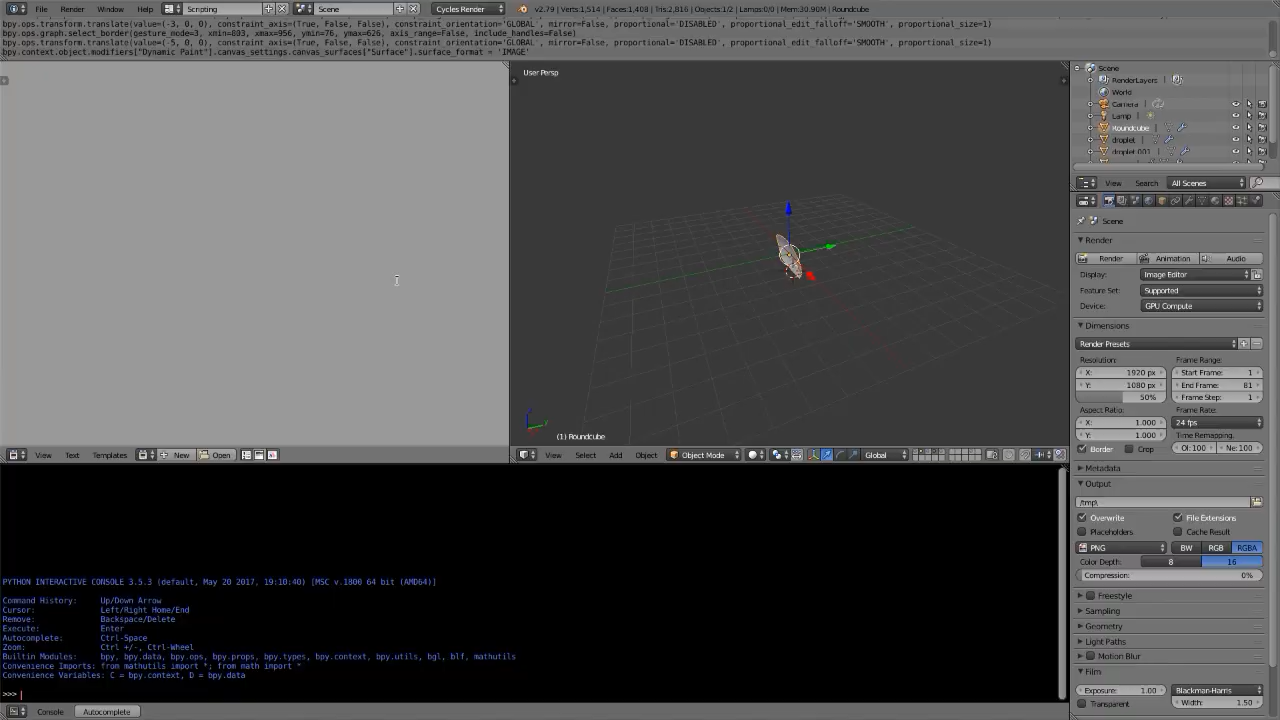 File Render Window Help Scripting Scene Cycles Render v2.79 | Verts:1,514 | Faces:1,408 | Tris:2,816 | Objects:1/2 | Lamps:0/0 | Mem:30.90M | Roundcube
bpy.ops.transform.translate(value=(-3, 0, 0), constraint_axis=(True, False, False), constraint_orientation='GLOBAL', mirror=False, proportional='DISABLED', proportional_edit_falloff='SMOOTH', proportional_size=1)
bpy.ops.graph.select_border(gesture_mode=3, xmin=803, xmax=956, ymin=76, ymax=626, axis_range=False, include_handles=False)
bpy.ops.transform.translate(value=(-5, 0, 0), constraint_axis=(True, False, False), constraint_orientation='GLOBAL', mirror=False, proportional='DISABLED', proportional_edit_falloff='SMOOTH', proportional_size=1)
bpy.context.object.modifiers["Dynamic Paint"].canvas_settings.canvas_surfaces["Surface"].surface_format = 'IMAGE'
User Persp
(1) Roundcube
View Text Templates New Open
View Select Add Object Object Mode Global
PYTHON INTERACTIVE CONSOLE 3.5.3 (default, May 20 2017, 19:10:40) [MSC v.1800 64 bit (AMD64)]
Command History: Up/Down Arrow
Cursor: Left/Right Home/End
Remove: Backspace/Delete
Execute: Enter
Autocomplete: Ctrl-Space
Zoom: Ctrl +/-, Ctrl-Wheel
Builtin Modules: bpy, bpy.data, bpy.ops, bpy.props, bpy.types, bpy.context, bpy.utils, bgl, blf, mathutils
Convenience Imports: from mathutils import *; from math import *
Convenience Variables: C = bpy.context, D = bpy.data
>>>
Console Autocomplete
Scene
RenderLayers
World
Camera
Lamp
Roundcube
droplet
droplet.001
View Search All Scenes
Scene
Render
Render Animation Audio
Display: Image Editor
Feature Set: Supported
Device: GPU Compute
Dimensions
Render Presets
Resolution: Frame Range:
X: 1920 px Start Frame: 1
Y: 1080 px End Frame: 81
50% Frame Step: 1
Aspect Ratio: Frame Rate:
X: 1.000 24 fps
Y: 1.000 Time Remapping:
Border Crop Ol:100 Ne:100
Metadata
Output
/tmp\
Overwrite File Extensions
Placeholders Cache Result
PNG BW RGB RGBA
Color Depth: 8 16
Compression: 0%
Freestyle
Sampling
Geometry
Light Paths
Motion Blur
Film
Exposure: 1.00 Blackman-Harris
Transparent Width: 1.50